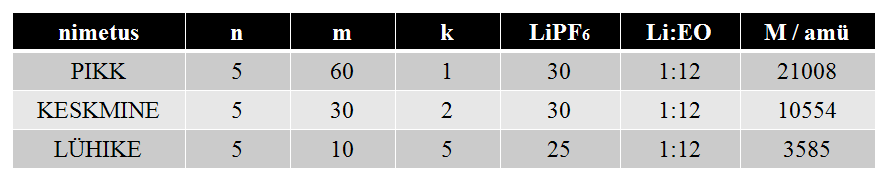 nimetus n m k LiPF₆ Li:EO M / amü
PIKK 5 60 1 30 1:12 21008
KESKMINE 5 30 2 30 1:12 10554
LÜHIKE 5 10 5 25 1:12 3585